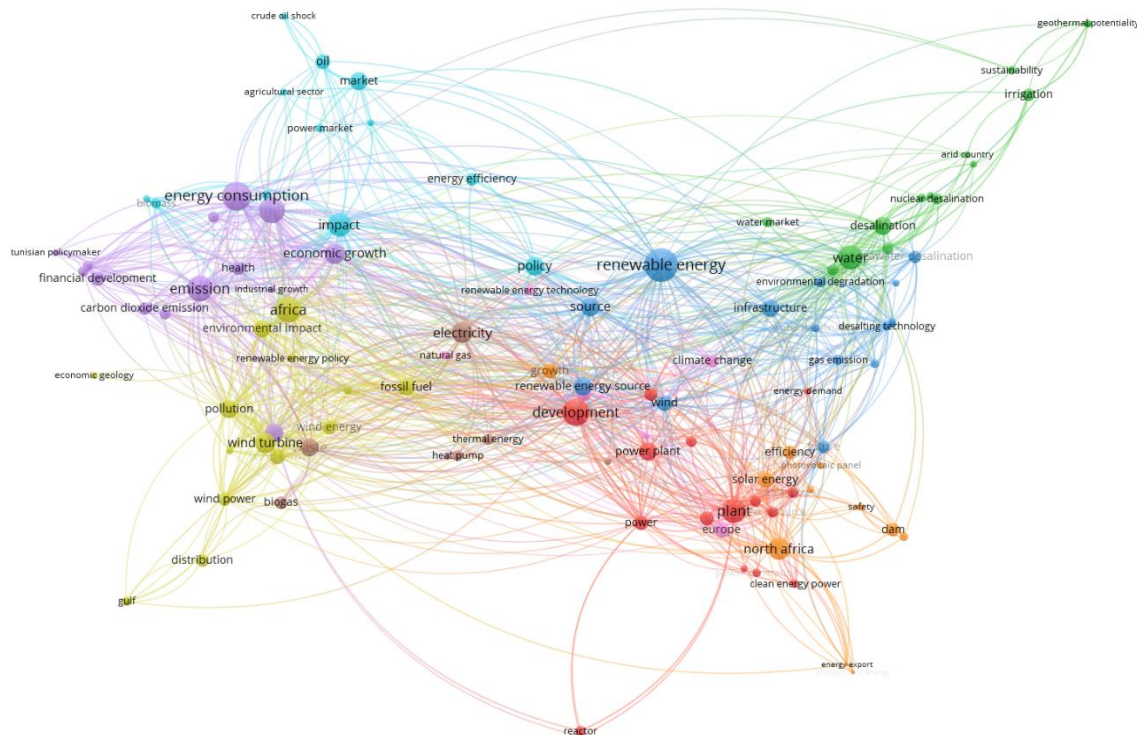 crude oil shock
geothermal potentiality
oil
market
sustainability
agricultural sector
irrigation
power market
arid country
energy efficiency
energy consumption
nuclear desalination
biomass
water market
desalination
impact
tunisian policymaker
economic growth
water
seawater desalination
financial development
health
policy
renewable energy
environmental degradation
emission
industrial growth
renewable energy technology
carbon dioxide emission
africa
source
infrastructure
environmental impact
electricity
desalting technology
renewable energy policy
natural gas
climate change
gas emission
economic geology
growth
fossil fuel
renewable energy source
energy demand
pollution
development
wind
wind energy
wind turbine
thermal energy
heat pump
power plant
efficiency
photovoltaic panel
solar energy
wind power
biogas
plant
safety
power
europe
dam
north africa
distribution
clean energy power
gulf
energy export
reactor